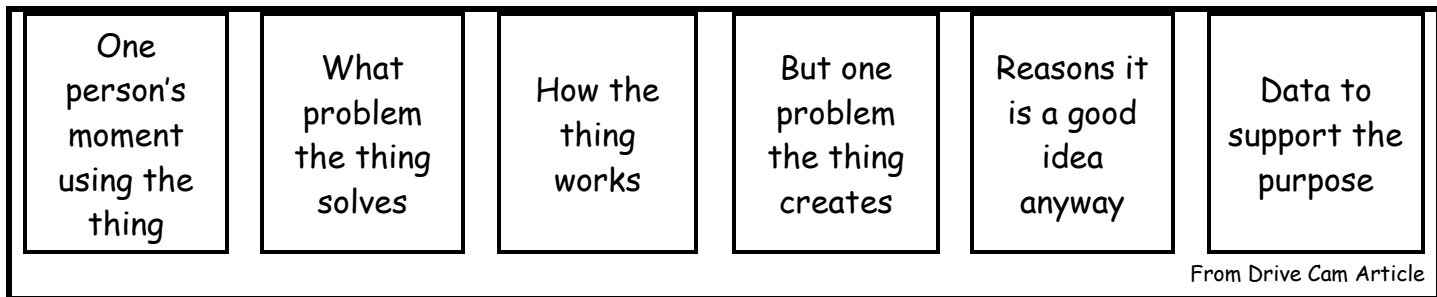 One
person's
moment
using the
thing
What
problem
the thing
solves
How the
thing
works
But one
problem
the thing
creates
Reasons it
is a good
idea
anyway
Data to
support the
purpose
From Drive Cam Article